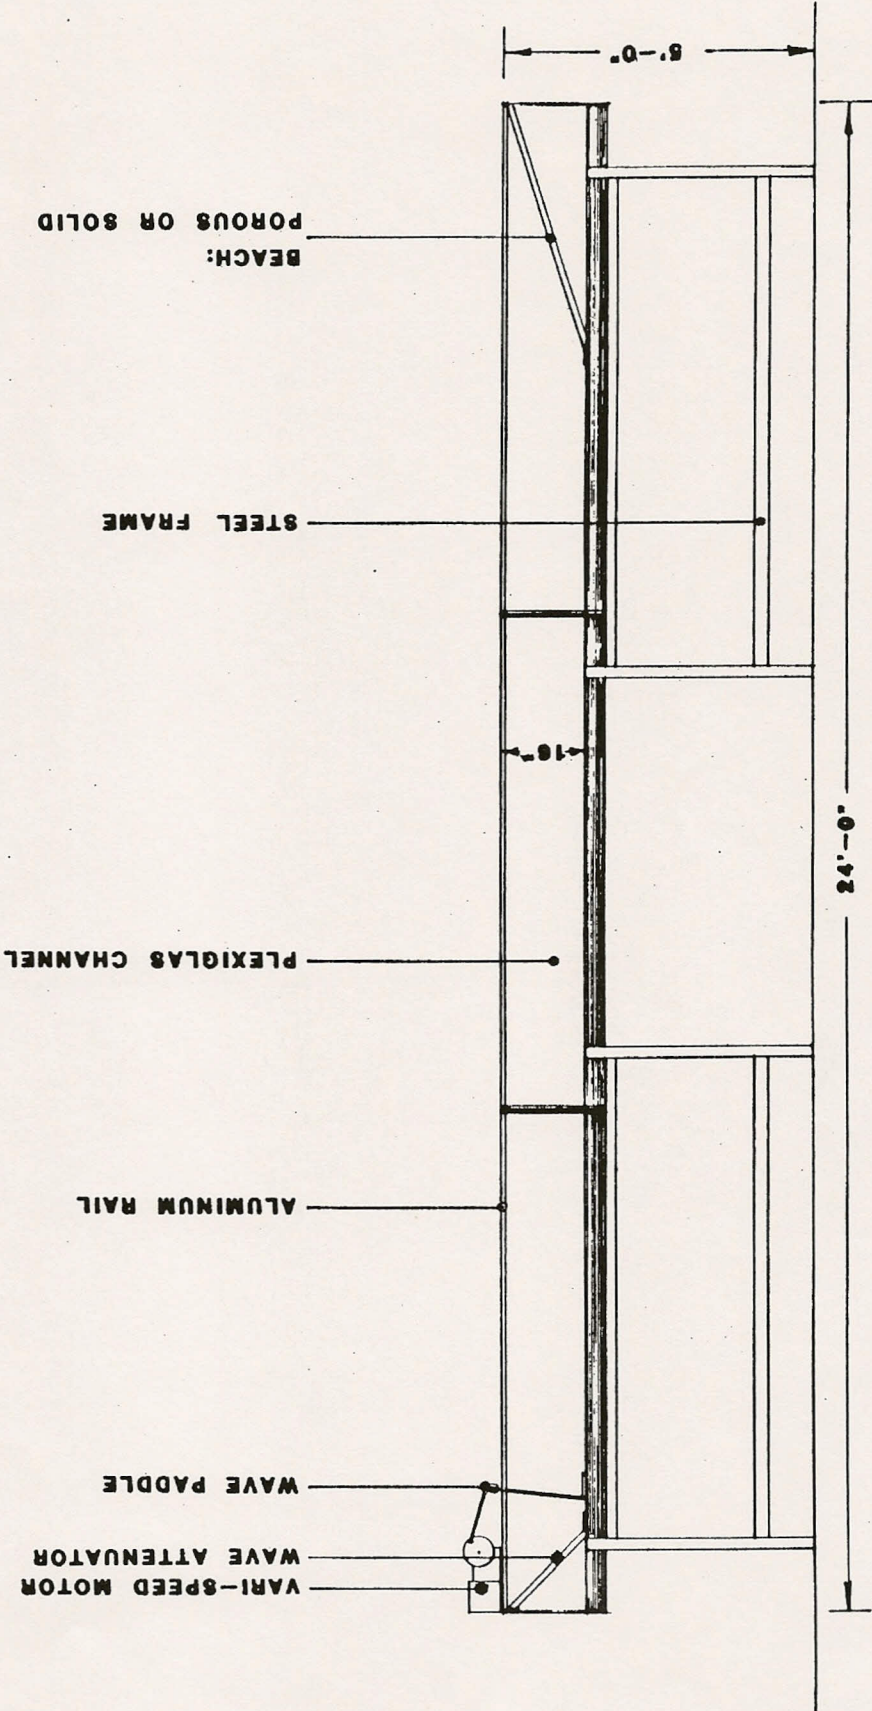 VARI-SPEED MOTOR
WAVE ATTENUATOR
WAVE PADDLE
ALUMINUM RAIL
PLEXIGLAS CHANNEL
24'-0"
16"
STEEL FRAME
BEACH:
POROUS OR SOLID
5'-0"